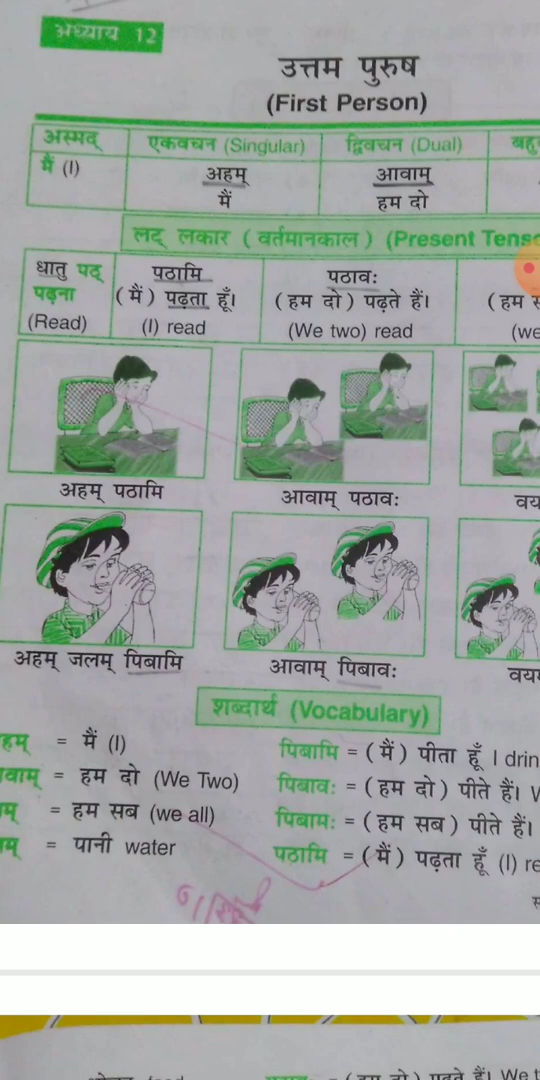 अध्याय 12
उत्तम पुरुष
(First Person)
अस्मद् एकवचन (Singular) द्विवचन (Dual)
मैं (I) अहम् आवाम्
मैं हम दो
लट् लकार ( वर्तमानकाल ) (Present
धातु पठ् पठामि पठावः
पढ़ना ( मैं ) पढ़ता हूँ। ( हम दो ) पढ़ते हैं। ( हम
(Read) (I) read (We two) read
अहम् पठामि आवाम् पठावः
अहम् जलम् पिबामि आवाम् पिबावः
शब्दार्थ (Vocabulary)
= मैं (I) पिबामि = ( मैं ) पीता हूँ I
= हम दो (We Two) पिबावः = ( हम दो ) पीते हैं।
= हम सब (we all) पिबामः = ( हम सब ) पीते हैं।
= पानी water पठामि = ( मैं ) पढ़ता हूँ (I)